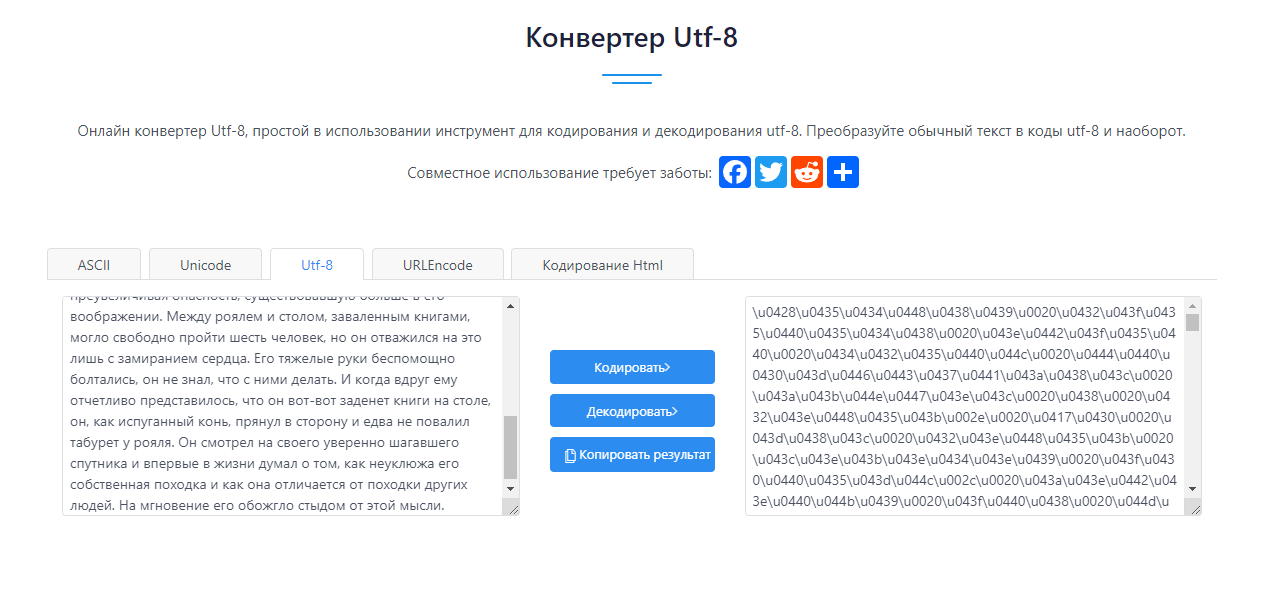 Конвертер Utf-8
Онлайн конвертер Utf-8, простой в использовании инструмент для кодирования и декодирования utf-8. Преобразуйте обычный текст в коды utf-8 и наоборот.
Совместное использование требует заботы:
ASCII
Unicode
Utf-8
URLEncode
Кодирование Html
преувеличивая опасность, существовавшую больше в его
воображении. Между роялем и столом, заваленным книгами,
могло свободно пройти шесть человек, но он отважился на это
лишь с замиранием сердца. Его тяжелые руки беспомощно
болтались, он не знал, что с ними делать. И когда вдруг ему
отчетливо представилось, что он вот-вот заденет книги на столе,
он, как испуганный конь, прянул в сторону и едва не повалил
табурет у рояля. Он смотрел на своего уверенно шагавшего
спутника и впервые в жизни думал о том, как неуклюжа его
собственная походка и как она отличается от походки других
людей. На мгновение его обожгло стыдом от этой мысли.
Кодировать>
Декодировать>
Копировать результат
\u0428\u0435\u0434\u0448\u0438\u0439\u0020\u0432\u043f\u043
5\u0440\u0435\u0434\u0438\u0020\u043e\u0442\u043f\u0435\u04
40\u0020\u0434\u0432\u0435\u0440\u044c\u0020\u0444\u0440\u
0430\u043d\u0446\u0443\u0437\u0441\u043a\u0438\u043c\u0020
\u043a\u043b\u044e\u0447\u043e\u043c\u0020\u0438\u0020\u04
32\u043e\u0448\u0435\u043b\u002e\u0020\u0417\u0430\u0020\u
043d\u0438\u043c\u0020\u0432\u043e\u0448\u0435\u043b\u0020
\u043c\u043e\u043b\u043e\u0434\u043e\u0439\u0020\u043f\u043
0\u0440\u0435\u043d\u044c\u002c\u0020\u043a\u043e\u0442\u04
3e\u0440\u044b\u0439\u0020\u043f\u0440\u0438\u0020\u044d\u